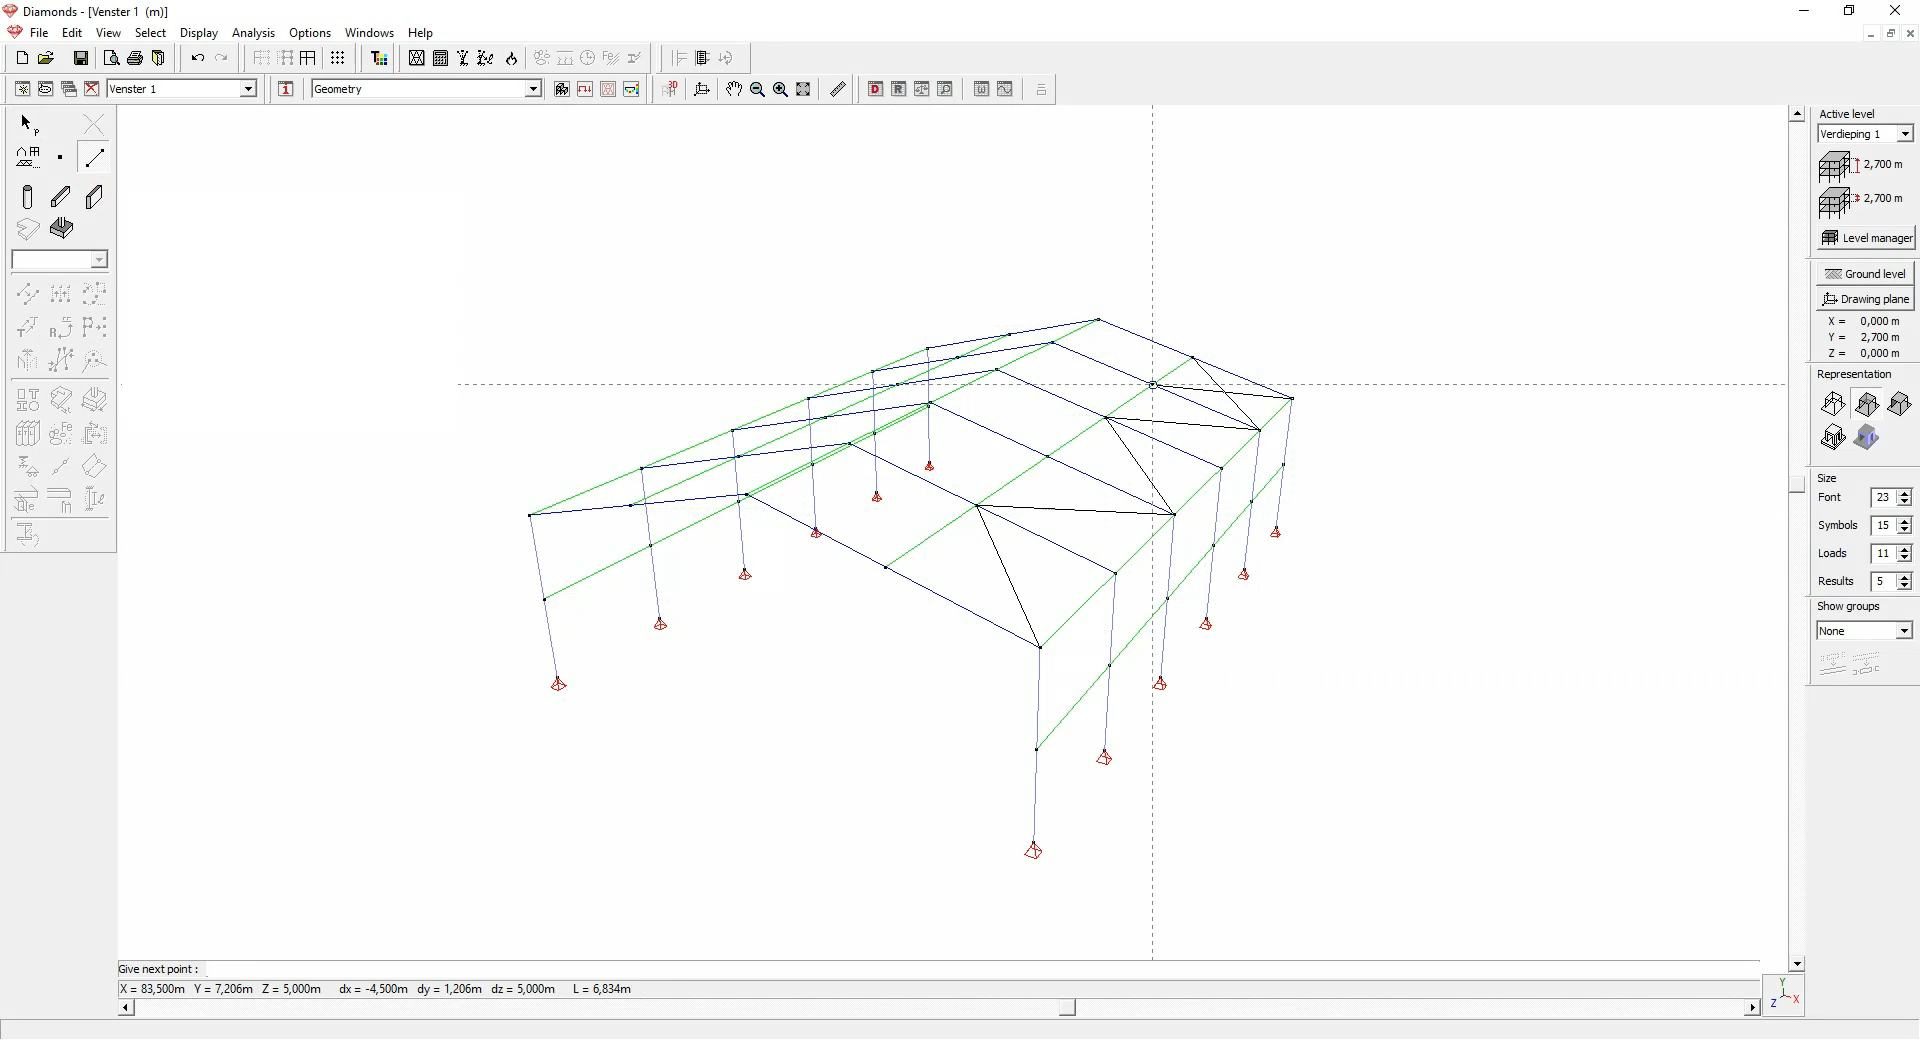 Diamonds - [Venster 1 (m)]
File Edit View Select Display Analysis Options Windows Help
Venster 1
1
Geometry
3D
D R
P
Active level
Verdieping 1
2,700 m
2,700 m
Level manager
Ground level
Drawing plane
X = 0,000 m
Y = 2,700 m
Z = 0,000 m
Representation
Size
Font 23
Symbols 15
Loads 11
Results 5
Show groups
None
Give next point :
X = 83,500m Y = 7,206m Z = 5,000m dx = -4,500m dy = 1,206m dz = 5,000m L = 6,834m
Y
Z X